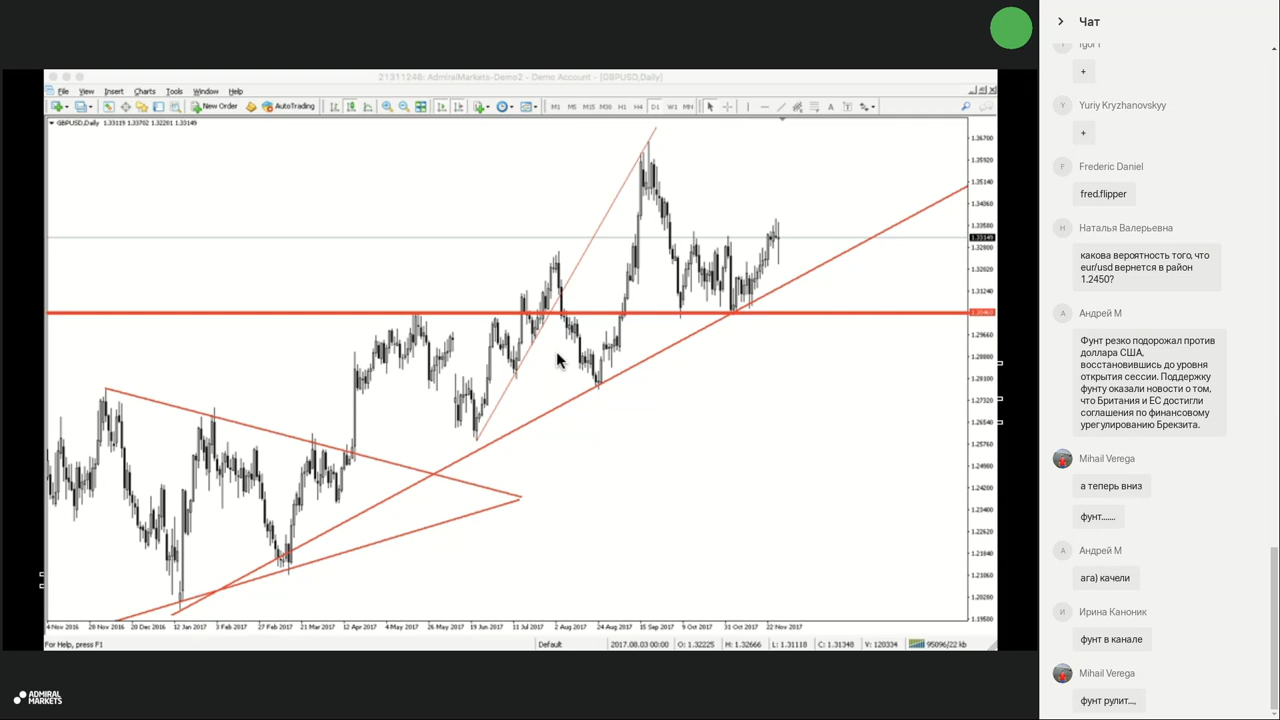 21311246: AdmiralMarkets-Demo2 - Demo Account - [GBPUSD,Daily]
File View Insert Charts Tools Window Help
New Order AutoTrading M1 M5 M15 M30 H1 H4 D1 W1 MN
GBPUSD,Daily 1.33119 1.33702 1.32201 1.33149
1.36700
1.35920
1.35140
1.34360
1.33580
1.33149
1.32800
1.32020
1.31240
1.30460
1.29660
1.28880
1.28100
1.27320
1.26540
1.25760
1.24980
1.24200
1.23400
1.22620
1.21840
1.21060
1.20280
1.19500
4 Nov 2016 28 Nov 2016 20 Dec 2016 12 Jan 2017 3 Feb 2017 27 Feb 2017 21 Mar 2017 12 Apr 2017 4 May 2017 26 May 2017 19 Jun 2017 11 Jul 2017 2 Aug 2017 24 Aug 2017 15 Sep 2017 9 Oct 2017 31 Oct 2017 22 Nov 2017
For Help, press F1 Default 2017.08.03 00:00 O: 1.32225 H: 1.32666 L: 1.31118 C: 1.31348 V: 120334 95096/22 kb
ADMIRAL
MARKETS
Чат
Igor I
+
Yuriy Kryzhanovskyy
+
Frederic Daniel
fred.flipper
Наталья Валерьевна
какова вероятность того, что
eur/usd вернется в район
1.2450?
Андрей М
Фунт резко подорожал против
доллара США,
восстановившись до уровня
открытия сессии. Поддержку
фунту оказали новости о том,
что Британия и ЕС достигли
соглашения по финансовому
урегулированию Брекзита.
Mihail Verega
а теперь вниз
фунт.......
Андрей М
ага) качели
Ирина Каноник
фунт в канале
Mihail Verega
фунт рулит..,